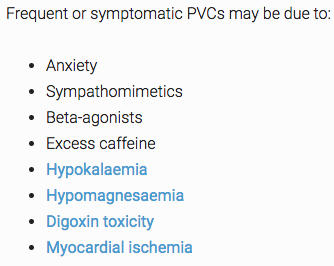 Frequent or symptomatic PVCs may be due to:
• Anxiety
• Sympathomimetics
• Beta-agonists
• Excess caffeine
• Hypokalaemia
• Hypomagnesaemia
• Digoxin toxicity
• Myocardial ischemia